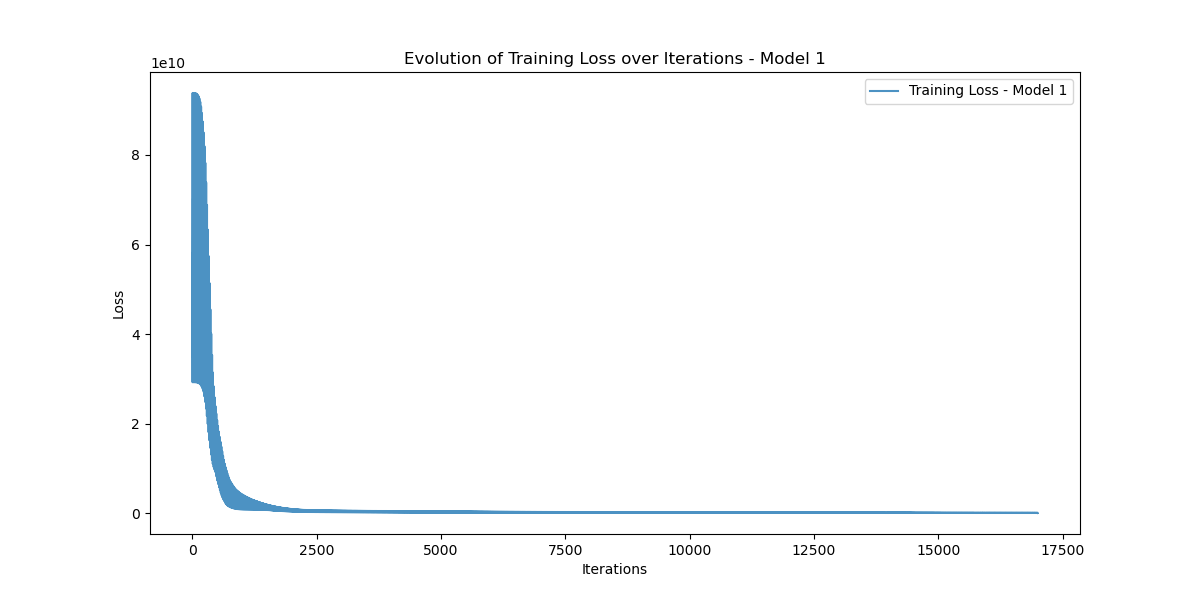 Evolution of Training Loss over Iterations - Model 1
1e10
Training Loss - Model 1
8
6
4
2
0
Loss
0 2500 5000 7500 10000 12500 15000 17500
Iterations